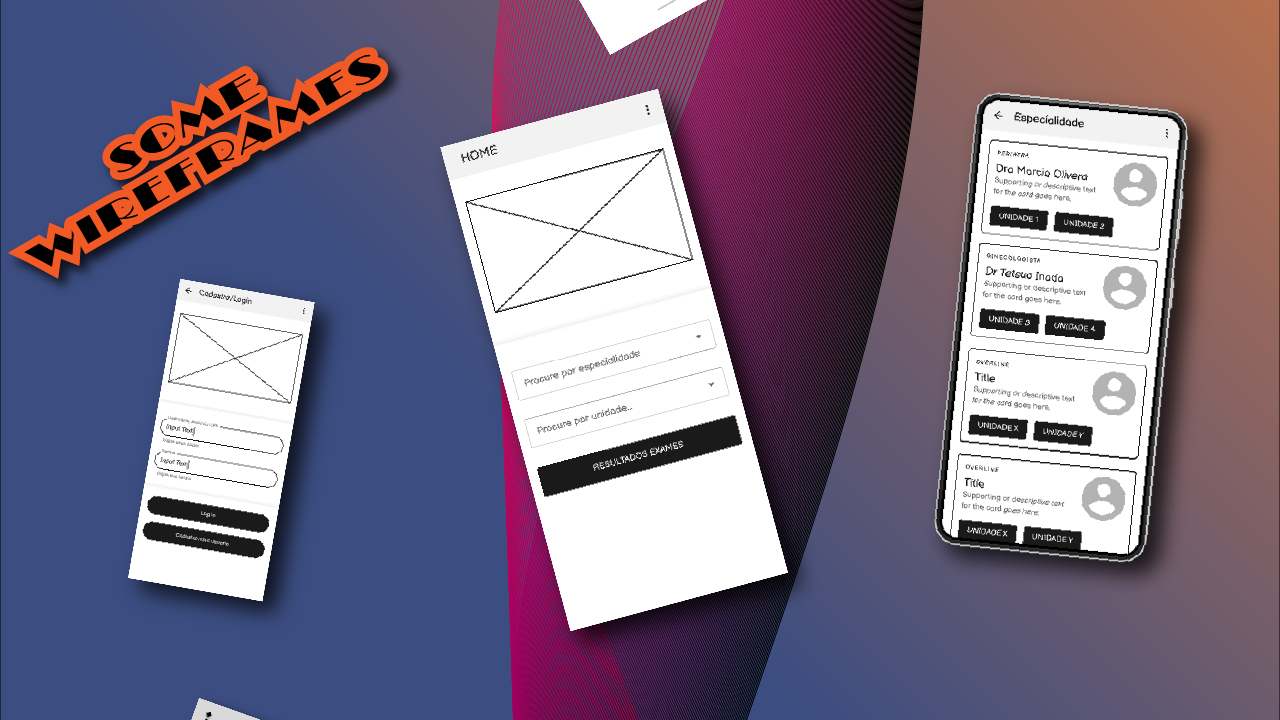 SOME
WIREFRAMES
Cadastro/Login
Input Text
Input Text
Login
Cadastro novo usuario
HOME
Procure por especialidade
Procure por unidade...
RESULTADOS EXAMES
Especialidade
PEDIATRA
Dra Marcia Olivera
Supporting or descriptive text
for the card goes here.
UNIDADE 1 UNIDADE 2
GINECOLOGISTA
Dr Tetsuo Inada
Supporting or descriptive text
for the card goes here.
UNIDADE 3 UNIDADE 4
OVERLINE
Title
Supporting or descriptive text
for the card goes here.
UNIDADE X UNIDADE Y
OVERLINE
Title
Supporting or descriptive text
for the card goes here.
UNIDADE X UNIDADE Y